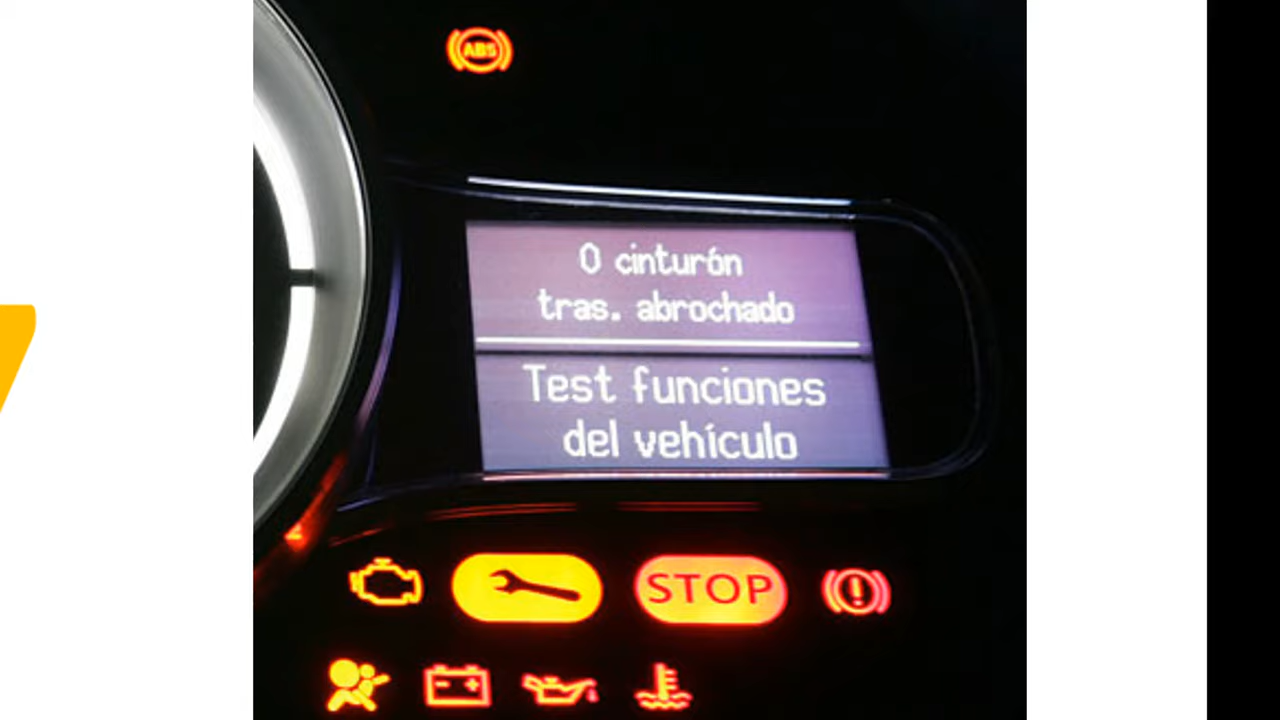 ABS
0 cinturón
tras. abrochado
Test funciones
del vehículo
STOP